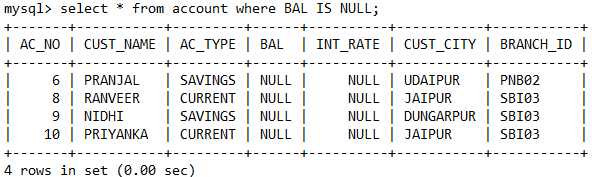 mysql> select * from account where BAL IS NULL;
+-------+-----------+---------+------+----------+-----------+-----------+
| AC_NO | CUST_NAME | AC_TYPE | BAL  | INT_RATE | CUST_CITY | BRANCH_ID |
+-------+-----------+---------+------+----------+-----------+-----------+
|     6 | PRANJAL   | SAVINGS | NULL |     NULL | UDAIPUR   | PNB02     |
|     8 | RANVEER   | CURRENT | NULL |     NULL | JAIPUR    | SBI03     |
|     9 | NIDHI     | SAVINGS | NULL |     NULL | DUNGARPUR | SBI03     |
|    10 | PRIYANKA  | CURRENT | NULL |     NULL | JAIPUR    | SBI03     |
+-------+-----------+---------+------+----------+-----------+-----------+
4 rows in set (0.00 sec)